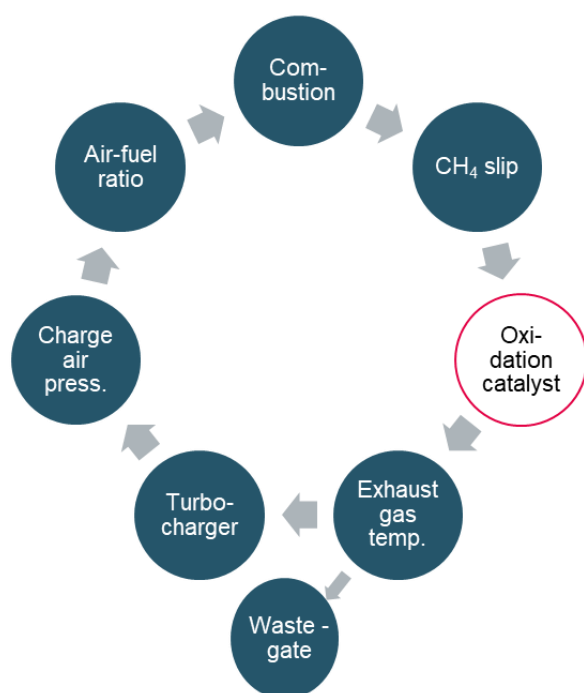 Com-
bustion
CH₄ slip
Oxi-
dation
catalyst
Exhaust
gas
temp.
Waste -
gate
Turbo-
charger
Charge
air
press.
Air-fuel
ratio